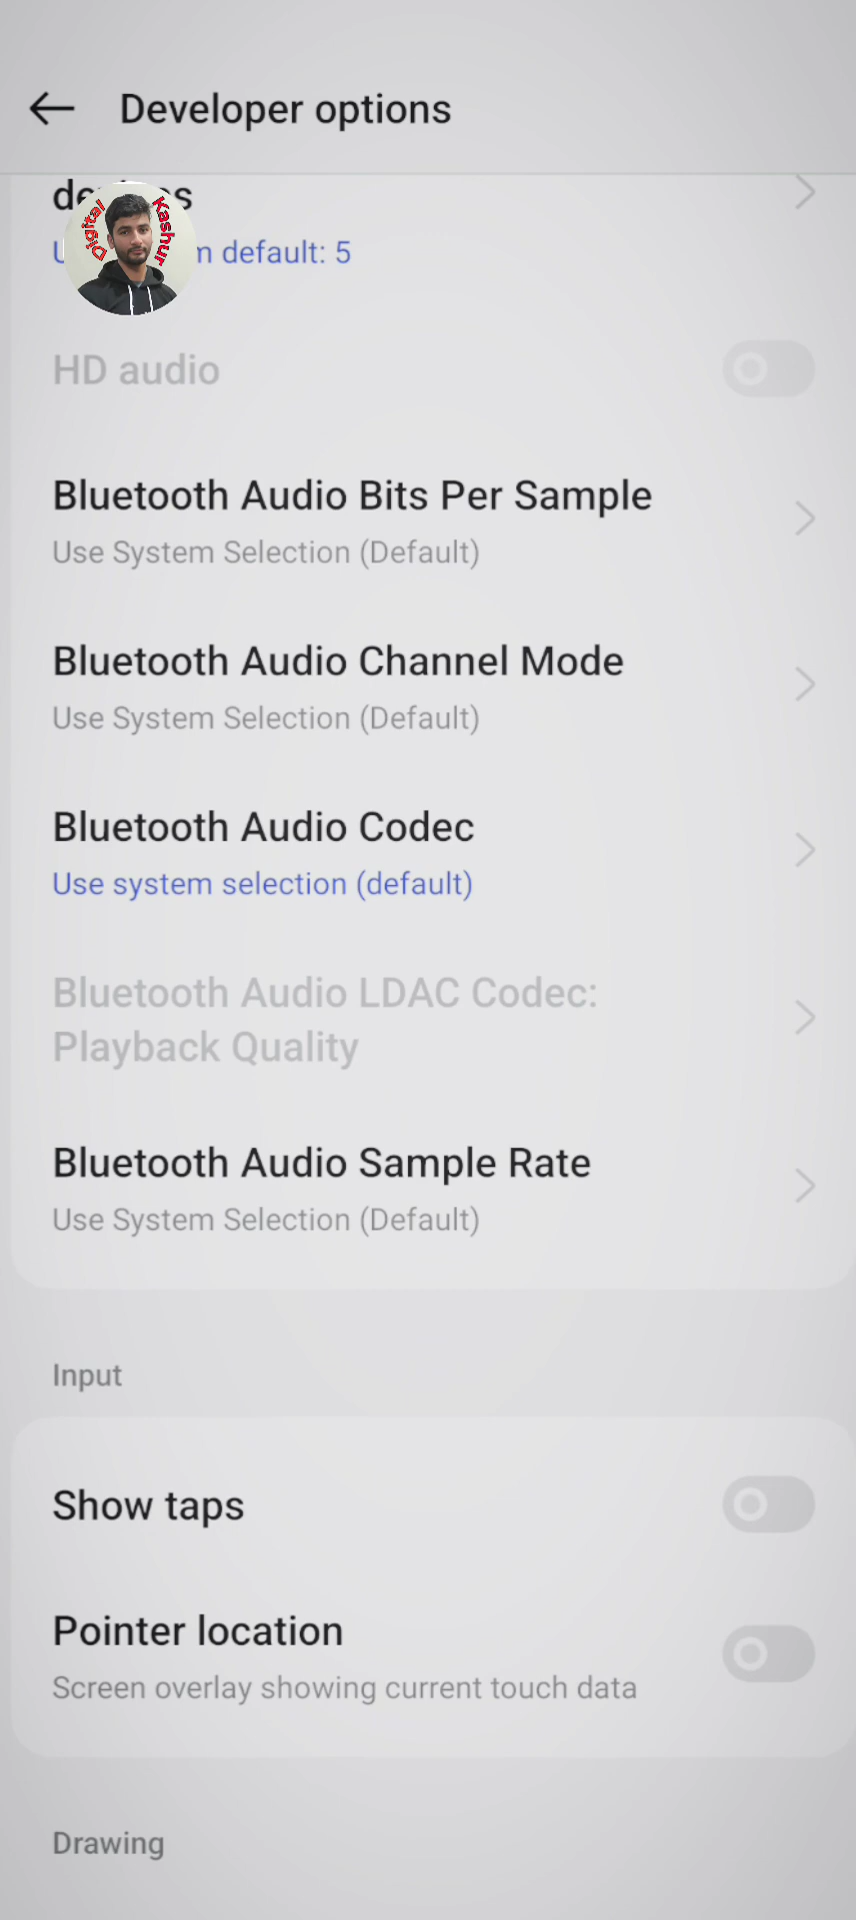 Developer options
Digital Kashur
default: 5
HD audio
Bluetooth Audio Bits Per Sample
Use System Selection (Default)
Bluetooth Audio Channel Mode
Use System Selection (Default)
Bluetooth Audio Codec
Use system selection (default)
Bluetooth Audio LDAC Codec:
Playback Quality
Bluetooth Audio Sample Rate
Use System Selection (Default)
Input
Show taps
Pointer location
Screen overlay showing current touch data
Drawing